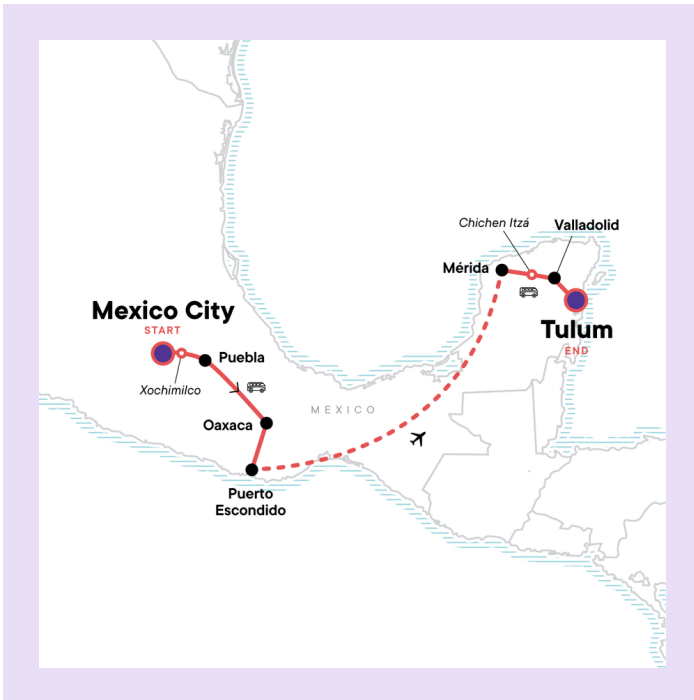 Chichen Itzá
Valladolid
Mérida
Mexico City
START
Tulum
END
Puebla
Xochimilco
MEXICO
Oaxaca
Puerto
Escondido